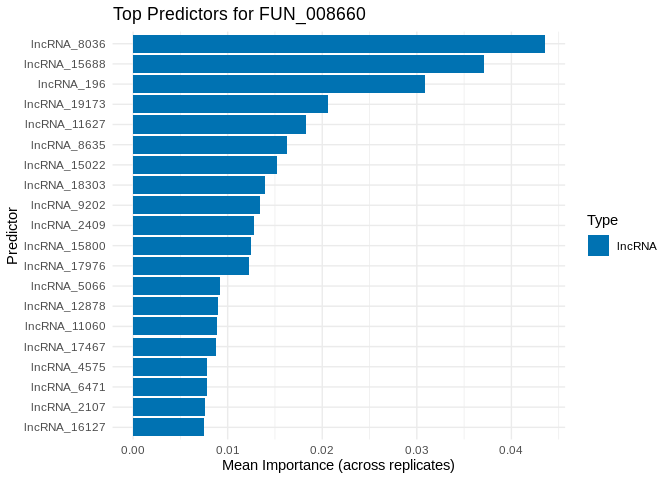 Top Predictors for FUN_008660
lncRNA_8036
lncRNA_15688
lncRNA_196
lncRNA_19173
lncRNA_11627
lncRNA_8635
lncRNA_15022
lncRNA_18303
lncRNA_9202
lncRNA_2409
lncRNA_15800
lncRNA_17976
lncRNA_5066
lncRNA_12878
lncRNA_11060
lncRNA_17467
lncRNA_4575
lncRNA_6471
lncRNA_2107
lncRNA_16127
Predictor
0.00 0.01 0.02 0.03 0.04
Mean Importance (across replicates)
Type
lncRNA